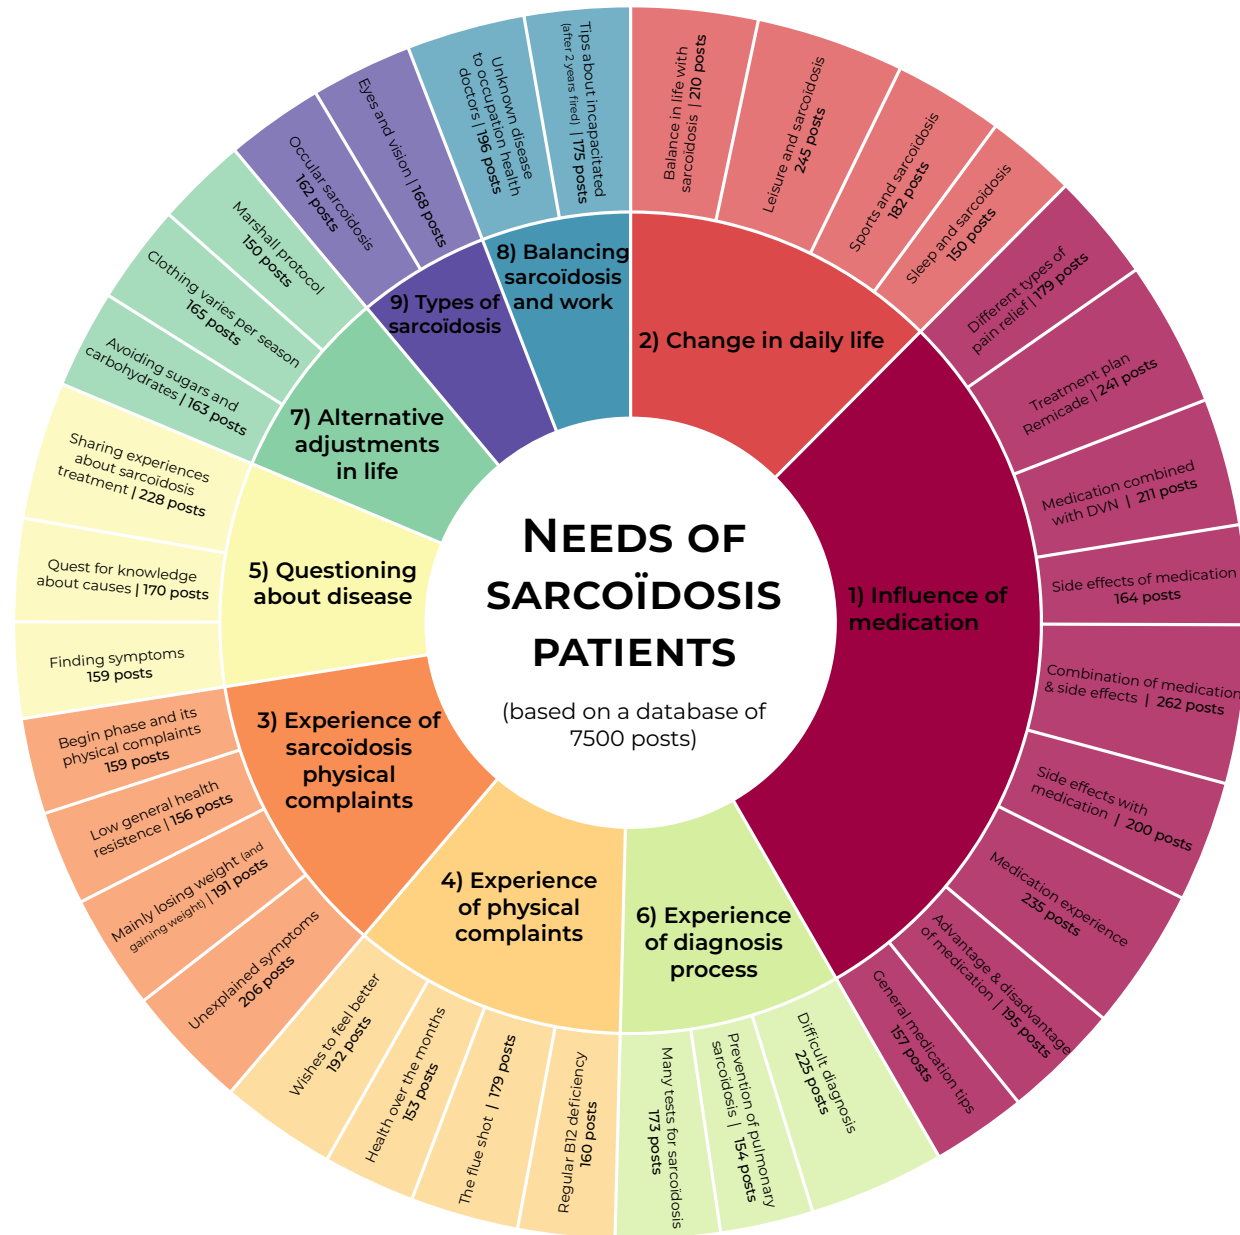 NEEDS OF
SARCOÏDOSIS
PATIENTS
(based on a database of
7500 posts)
1) Influence of
medication
Different types of
pain relief | 179 posts
Treatment plan
Remicade | 241 posts
Medication combined
with DVN | 211 posts
Side effects of medication
164 posts
Combination of medication
& side effects | 262 posts
Side effects with
medication | 200 posts
Medication experience
235 posts
Advantage & disadvantage
of medication | 195 posts
General medication tips
157 posts
2) Change in daily life
Balance in life with
sarcoïdosis | 210 posts
Leisure and sarcoïdosis
245 posts
Sports and sarcoïdosis
182 posts
Sleep and sarcoïdosis
150 posts
3) Experience of
sarcoïdosis
physical
complaints
Begin phase and its
physical complaints
159 posts
Low general health
resistence | 156 posts
Mainly losing weight (and
gaining weight) | 191 posts
Unexplained symptoms
206 posts
4) Experience
of physical
complaints
Wishes to feel better
192 posts
Health over the months
153 posts
The flue shot | 179 posts
Regular B12 deficiency
160 posts
5) Questioning
about disease
Sharing experiences
about sarcoïdosis
treatment | 228 posts
Quest for knowledge
about causes | 170 posts
Finding symptoms
159 posts
6) Experience
of diagnosis
process
Many tests for sarcoïdosis
173 posts
Prevention of pulmonary
sarcoïdosis | 154 posts
Difficult diagnosis
225 posts
7) Alternative
adjustments
in life
Marshall protocol
150 posts
Clothing varies per season
165 posts
Avoiding sugars and
carbohydrates | 163 posts
8) Balancing
sarcoïdosis
and work
Unknown disease
to occupation health
doctors | 196 posts
Tips about incapacitated
(after 2 years fired) | 175 posts
9) Types of
sarcoïdosis
Occular sarcoïdosis
162 posts
Eyes and vision | 168 posts